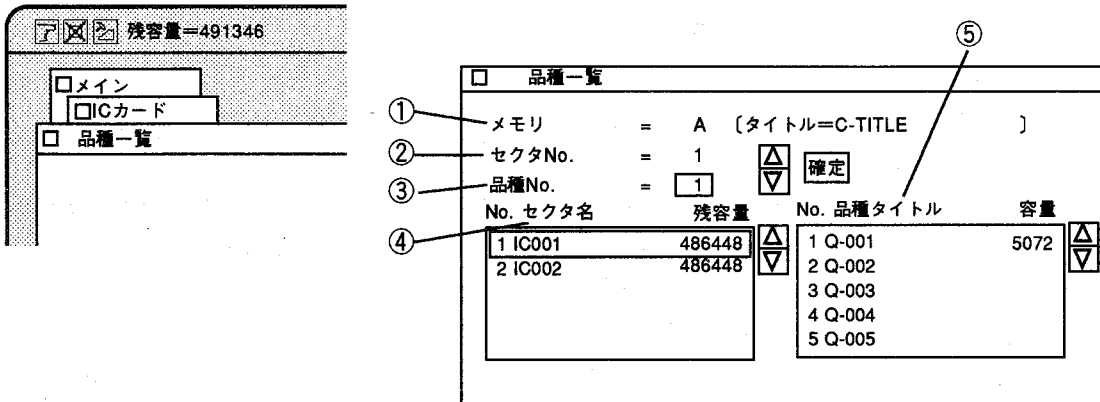 残容量=491346
メイン
ICカード
品種一覧
品種一覧
① メモリ = A 〔タイトル=C-TITLE 〕
② セクタNo. = 1 確定
③ 品種No. = 1
⑤
No. セクタ名 残容量
④ 1 IC001 486448
2 IC002 486448
No. 品種タイトル 容量
1 Q-001 5072
2 Q-002
3 Q-003
4 Q-004
5 Q-005